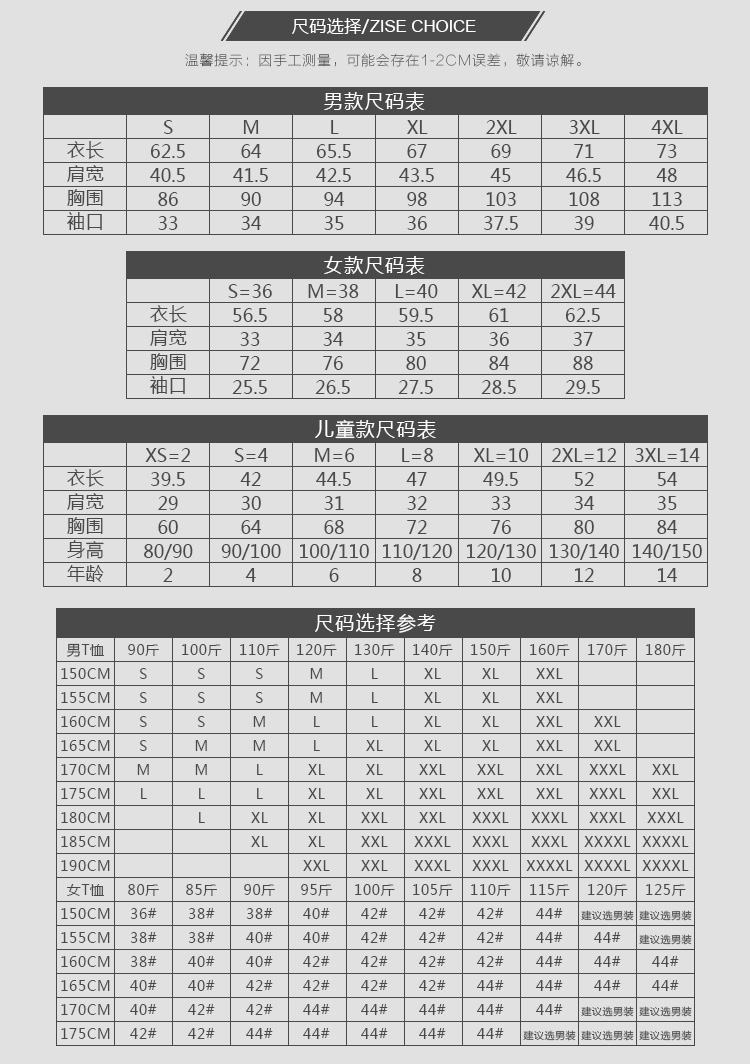 尺码选择/ZISE CHOICE
温馨提示：因手工测量，可能会存在1-2CM误差，敬请谅解。
男款尺码表
S M L XL 2XL 3XL 4XL
衣长 62.5 64 65.5 67 69 71 73
肩宽 40.5 41.5 42.5 43.5 45 46.5 48
胸围 86 90 94 98 103 108 113
袖口 33 34 35 36 37.5 39 40.5
女款尺码表
S=36 M=38 L=40 XL=42 2XL=44
衣长 56.5 58 59.5 61 62.5
肩宽 33 34 35 36 37
胸围 72 76 80 84 88
袖口 25.5 26.5 27.5 28.5 29.5
儿童款尺码表
XS=2 S=4 M=6 L=8 XL=10 2XL=12 3XL=14
衣长 39.5 42 44.5 47 49.5 52 54
肩宽 29 30 31 32 33 34 35
胸围 60 64 68 72 76 80 84
身高 80/90 90/100 100/110 110/120 120/130 130/140 140/150
年龄 2 4 6 8 10 12 14
尺码选择参考
男T恤 90斤 100斤 110斤 120斤 130斤 140斤 150斤 160斤 170斤 180斤
150CM S S S M L XL XL XXL
155CM S S S M L XL XL XXL
160CM S S M L L XL XL XXL XXL
165CM S M M L XL XL XL XXL XXL
170CM M M L XL XL XXL XXL XXL XXXL XXL
175CM L L L XL XL XXL XXL XXL XXXL XXL
180CM L XL XL XXL XXL XXXL XXXL XXXL XXXL
185CM XL XL XXL XXXL XXXL XXXL XXXXL XXXXL
190CM XXL XXL XXXL XXXL XXXXL XXXXL XXXXL
女T恤 80斤 85斤 90斤 95斤 100斤 105斤 110斤 115斤 120斤 125斤
150CM 36# 38# 38# 40# 42# 42# 42# 44# 建议选男装 建议选男装
155CM 38# 38# 40# 40# 42# 42# 42# 44# 44# 建议选男装
160CM 38# 40# 40# 42# 42# 42# 42# 44# 44# 44#
165CM 40# 40# 42# 42# 42# 42# 44# 44# 44# 44#
170CM 40# 42# 42# 44# 44# 44# 44# 44# 建议选男装 建议选男装
175CM 42# 42# 44# 44# 44# 44# 44# 建议选男装 建议选男装 建议选男装